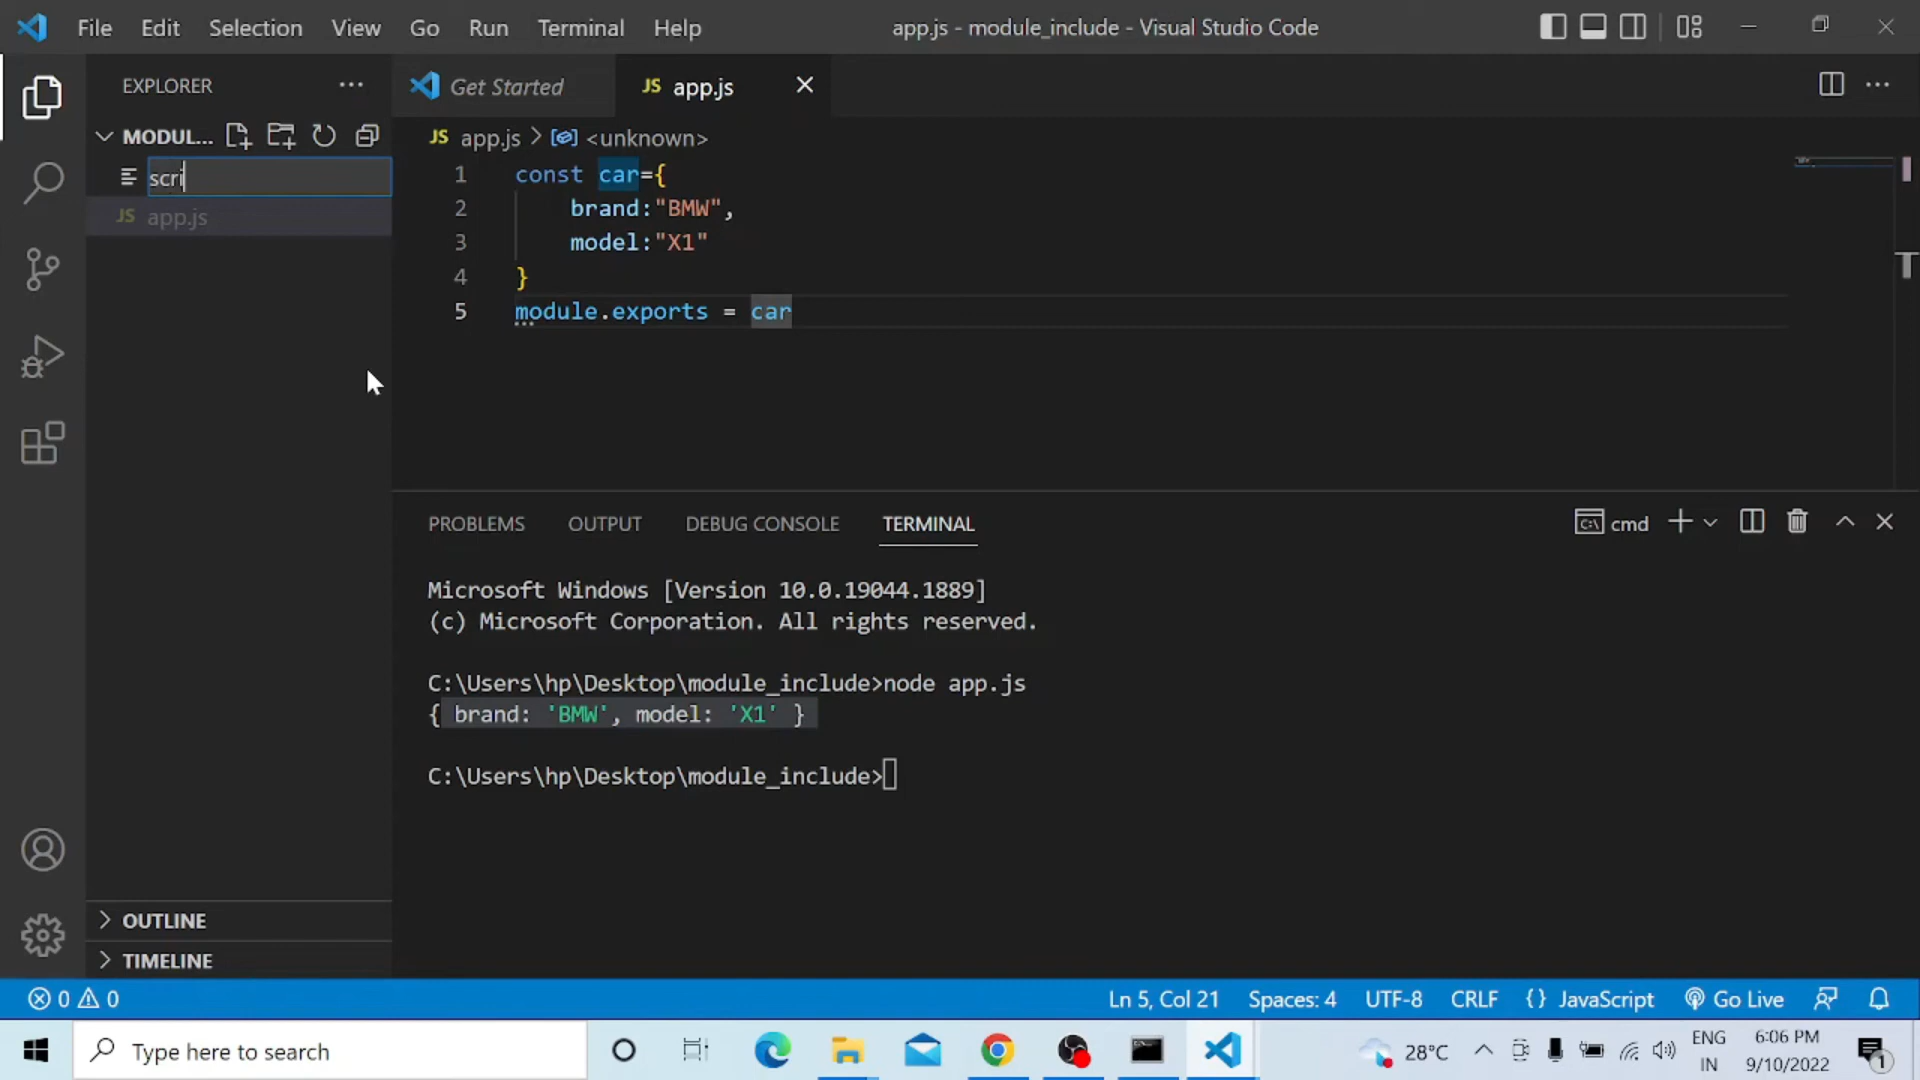 File Edit Selection View Go Run Terminal Help
app.js - module_include - Visual Studio Code
EXPLORER
MODUL...
scri
JS app.js
Get Started
JS app.js
JS app.js > <unknown>
1 const car={
2 brand:"BMW",
3 model:"X1"
4 }
5 module.exports = car
PROBLEMS OUTPUT DEBUG CONSOLE TERMINAL
cmd
Microsoft Windows [Version 10.0.19044.1889]
(c) Microsoft Corporation. All rights reserved.
C:\Users\hp\Desktop\module_include>node app.js
{ brand: 'BMW', model: 'X1' }
C:\Users\hp\Desktop\module_include>
OUTLINE
TIMELINE
0 0
Ln 5, Col 21 Spaces: 4 UTF-8 CRLF {} JavaScript Go Live
Type here to search
28°C
ENG
IN
6:06 PM
9/10/2022
1